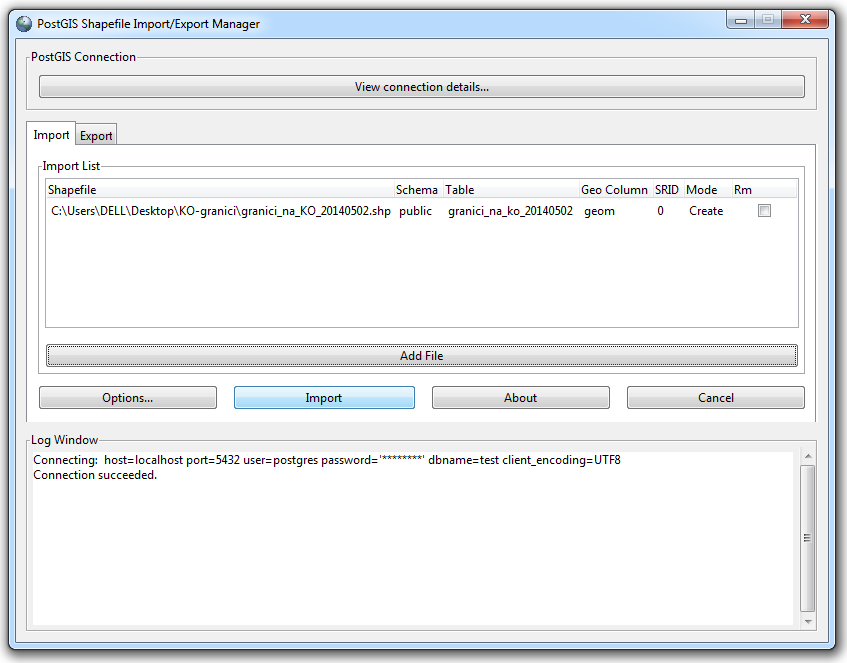 PostGIS Shapefile Import/Export Manager
PostGIS Connection
View connection details...
Import Export
Import List
Shapefile Schema Table Geo Column SRID Mode Rm
C:\Users\DELL\Desktop\KO-granici\granici_na_KO_20140502.shp public granici_na_ko_20140502 geom 0 Create
Add File
Options... Import About Cancel
Log Window
Connecting: host=localhost port=5432 user=postgres password='********' dbname=test client_encoding=UTF8
Connection succeeded.